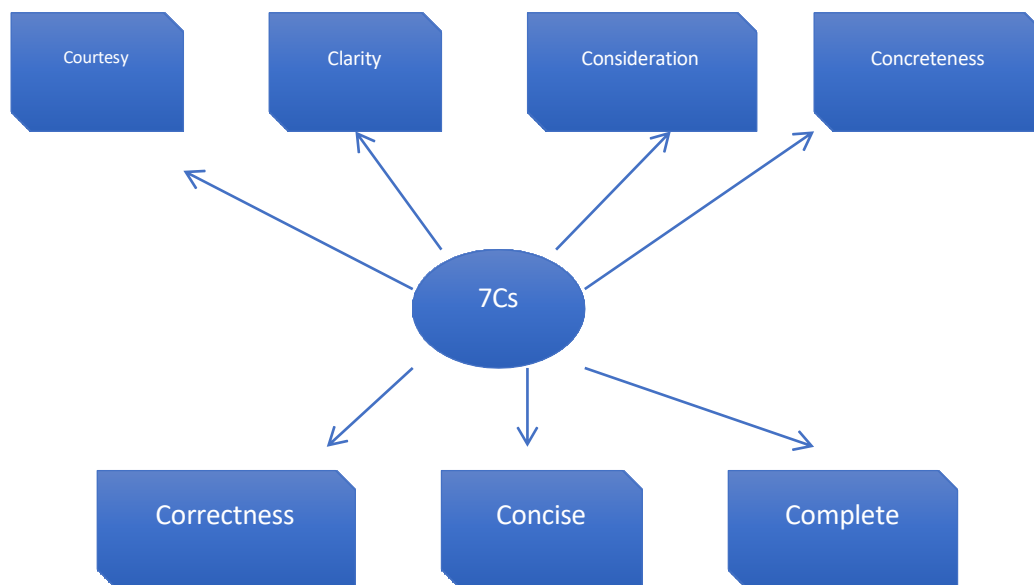 Courtesy
Clarity
Consideration
Concreteness
7Cs
Correctness
Concise
Complete